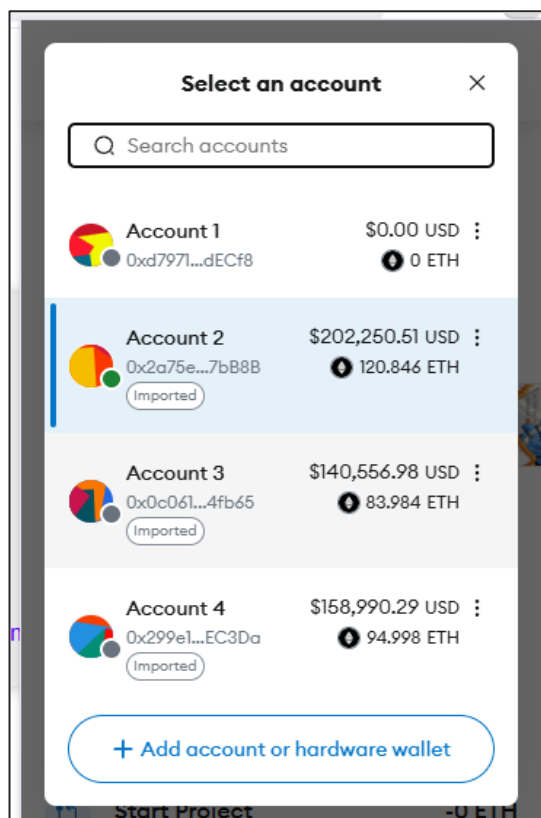 Select an account
Search accounts
Account 1
$0.00 USD
0xd7971...dECf8
0 ETH
Account 2
$202,250.51 USD
0x2a75e...7bB8B
120.846 ETH
Imported
Account 3
$140,556.98 USD
0x0c061...4fb65
83.984 ETH
Imported
Account 4
$158,990.29 USD
0x299e1...EC3Da
94.998 ETH
Imported
+ Add account or hardware wallet
Start Project
-0 ETH